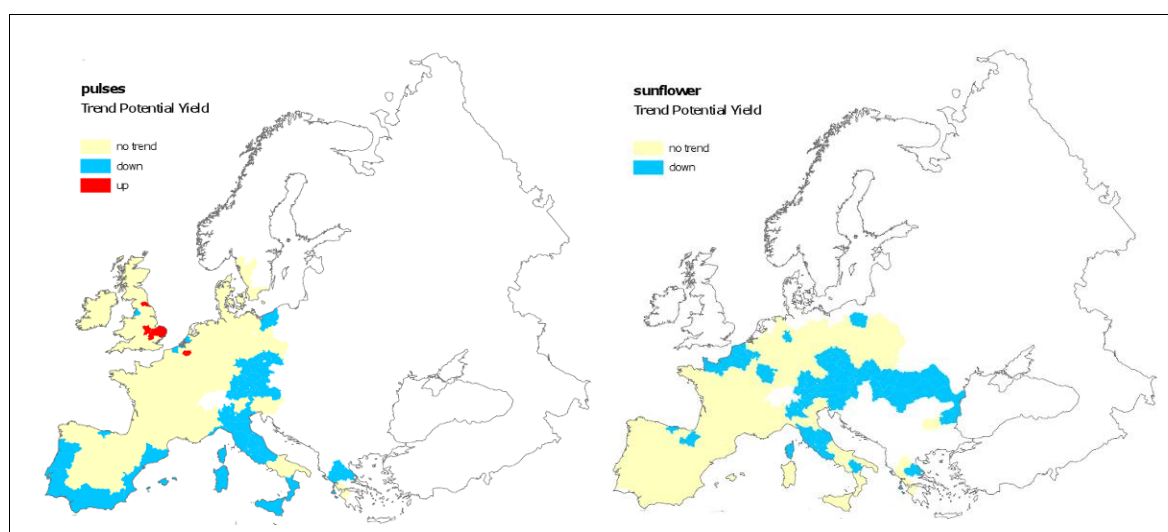 pulses
Trend Potential Yield
no trend
down
up
sunflower
Trend Potential Yield
no trend
down